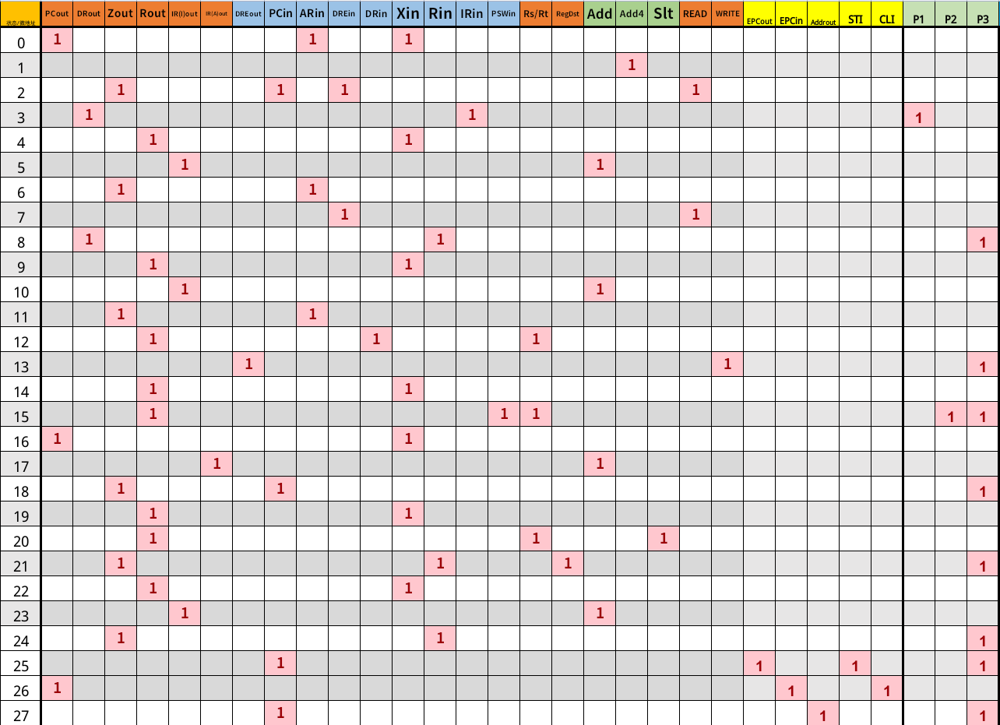 状态/微地址 PCout DRout Zout Rout IR(I)out IR(A)out DREout PCin ARin DREin DRin Xin Rin IRin PSWin Rs/Rt RegDst Add Add4 Slt READ WRITE EPCout EPCin Addrout STI CLI P1 P2 P3
0 1 1 1
1 1
2 1 1 1 1
3 1 1 1
4 1 1
5 1 1
6 1 1
7 1 1
8 1 1 1
9 1 1
10 1 1
11 1 1
12 1 1 1
13 1 1 1
14 1 1
15 1 1 1 1 1
16 1 1
17 1 1
18 1 1 1
19 1 1
20 1 1 1
21 1 1 1 1
22 1 1
23 1 1
24 1 1 1
25 1 1 1 1
26 1 1 1
27 1 1 1